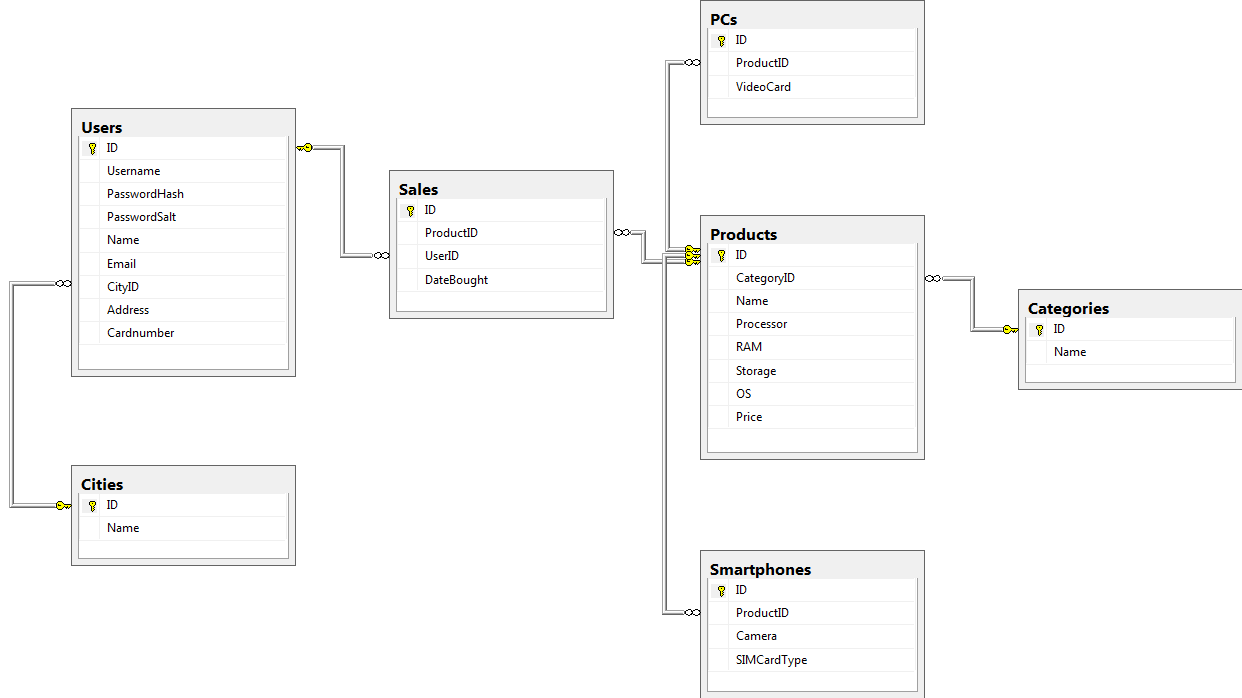 PCs
ID
ProductID
VideoCard
Users
ID
Username
PasswordHash
PasswordSalt
Name
Email
CityID
Address
Cardnumber
Sales
ID
ProductID
UserID
DateBought
Products
ID
CategoryID
Name
Processor
RAM
Storage
OS
Price
Categories
ID
Name
Cities
ID
Name
Smartphones
ID
ProductID
Camera
SIMCardType